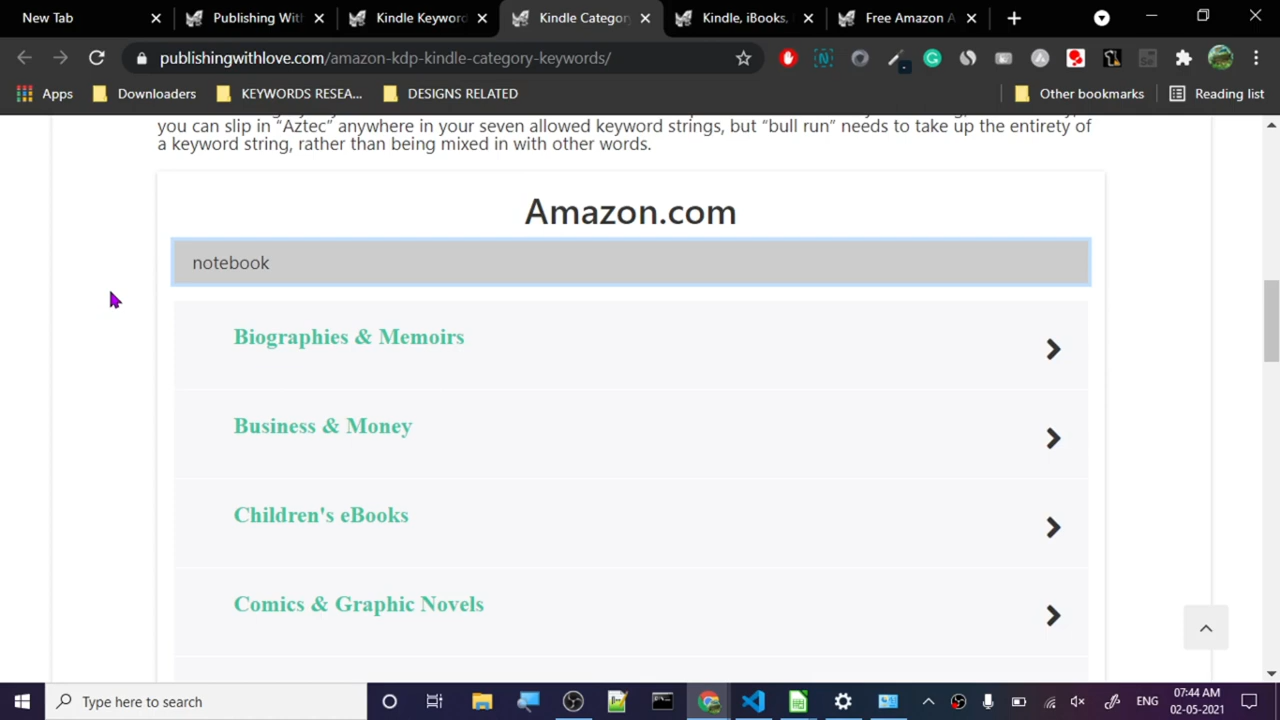 New Tab
Publishing With
Kindle Keyword
Kindle Categor
Kindle, iBooks,
Free Amazon A
publishingwithlove.com/amazon-kdp-kindle-category-keywords/
Apps
Downloaders
KEYWORDS RESEA...
DESIGNS RELATED
Other bookmarks
Reading list
you can slip in “Aztec” anywhere in your seven allowed keyword strings, but “bull run” needs to take up the entirety of
a keyword string, rather than being mixed in with other words.
Amazon.com
notebook
Biographies & Memoirs
Business & Money
Children's eBooks
Comics & Graphic Novels
Type here to search
ENG
07:44 AM
02-05-2021